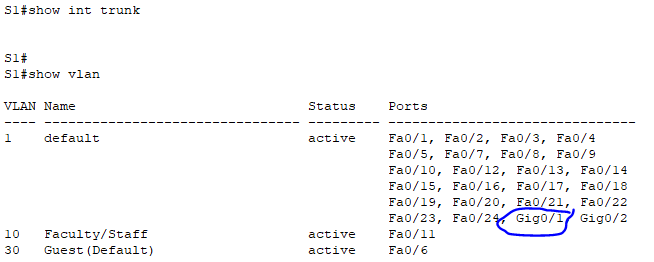 S1#show int trunk
S1#
S1#show vlan
VLAN Name                             Status    Ports
---- -------------------------------- --------- -------------------------------
1    default                          active    Fa0/1, Fa0/2, Fa0/3, Fa0/4
                                                Fa0/5, Fa0/7, Fa0/8, Fa0/9
                                                Fa0/10, Fa0/12, Fa0/13, Fa0/14
                                                Fa0/15, Fa0/16, Fa0/17, Fa0/18
                                                Fa0/19, Fa0/20, Fa0/21, Fa0/22
                                                Fa0/23, Fa0/24, Gig0/1, Gig0/2
10   Faculty/Staff                    active    Fa0/11
30   Guest(Default)                   active    Fa0/6